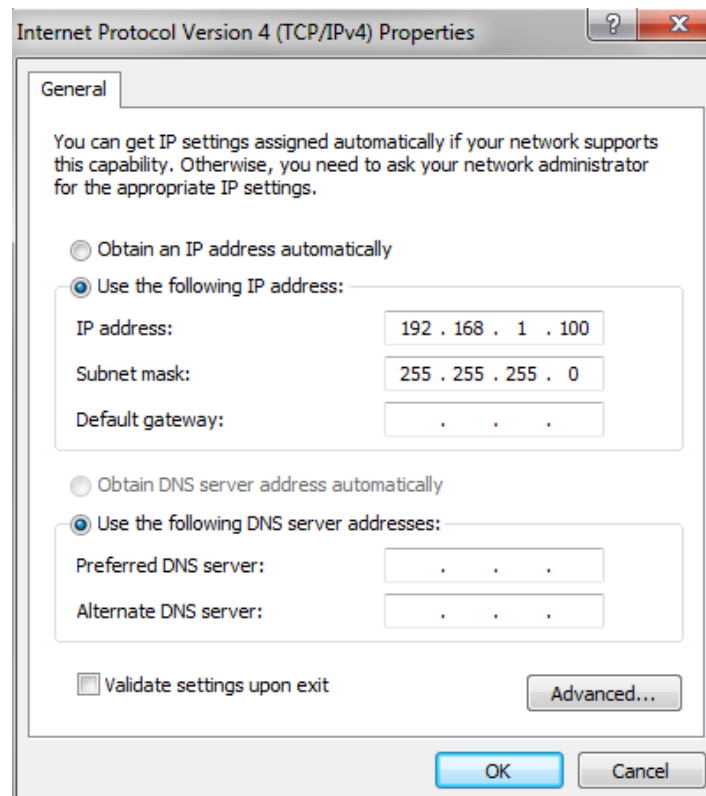 Internet Protocol Version 4 (TCP/IPv4) Properties
? X
General
You can get IP settings assigned automatically if your network supports
this capability. Otherwise, you need to ask your network administrator
for the appropriate IP settings.
Obtain an IP address automatically
Use the following IP address:
IP address: 192 . 168 . 1 . 100
Subnet mask: 255 . 255 . 255 . 0
Default gateway: . . .
Obtain DNS server address automatically
Use the following DNS server addresses:
Preferred DNS server: . . .
Alternate DNS server: . . .
Validate settings upon exit
Advanced...
OK Cancel